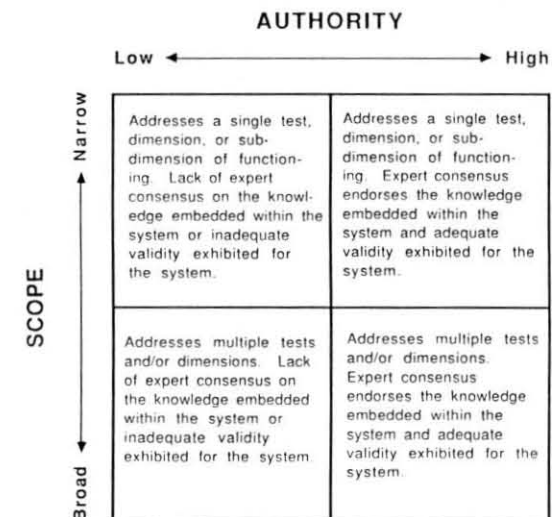 AUTHORITY
Low
High
SCOPE
Narrow
Broad
Addresses a single test,
dimension, or sub-
dimension of function-
ing. Lack of expert
consensus on the knowl-
edge embedded within the
system or inadequate
validity exhibited for
the system.
Addresses a single test,
dimension, or sub-
dimension of function-
ing. Expert consensus
endorses the knowledge
embedded within the
system and adequate
validity exhibited for the
system.
Addresses multiple tests
and/or dimensions. Lack
of expert consensus on
the knowledge embedded
within the system or
inadequate validity
exhibited for the system.
Addresses multiple tests
and/or dimensions.
Expert consensus
endorses the knowledge
embedded within the
system and adequate
validity exhibited for the
system.